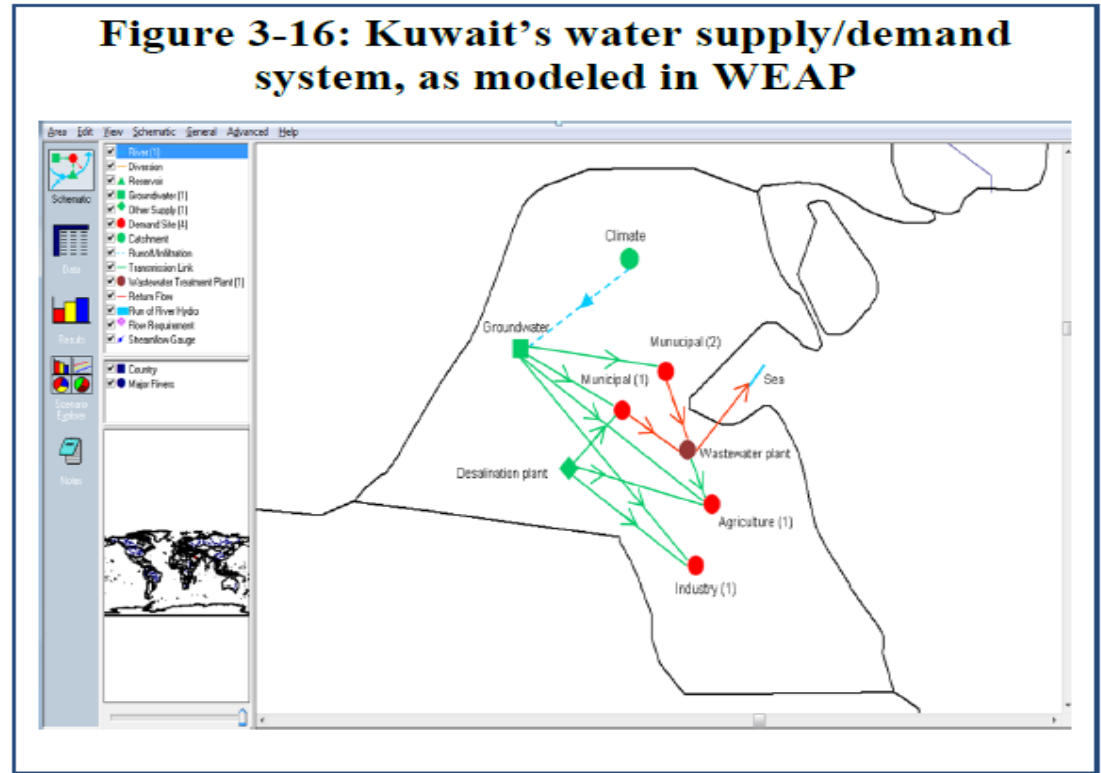 Figure 3-16: Kuwait's water supply/demand
system, as modeled in WEAP
Area Edit View Schematic General Advanced Help
Schematic
Data
Results
Scenario
Explorer
Notes
River (1)
Diversion
Reservoir
Groundwater (1)
Other Supply (1)
Demand Site (4)
Catchment
Runoff/Infiltration
Transmission Link
Wastewater Treatment Plant (1)
Return Flow
Run of River Hydro
Flow Requirement
Streamflow Gauge
Country
Major Rivers
Climate
Groundwater
Munucipal (2)
Municipal (1)
Sea
Wastewater plant
Desalination plant
Agriculture (1)
Industry (1)